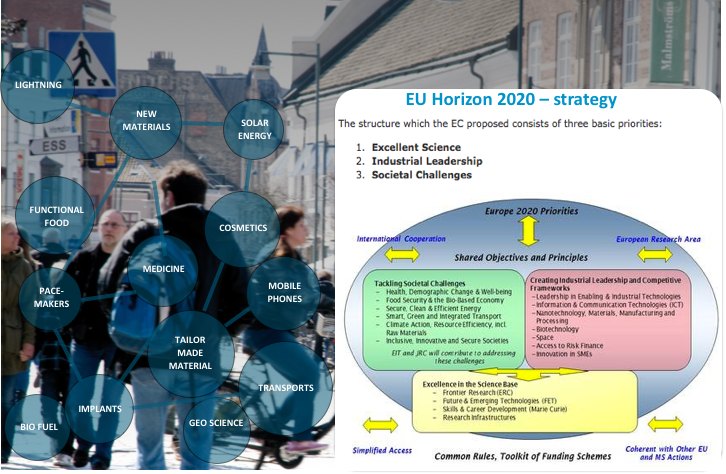 LIGHTNING
NEW
MATERIALS
SOLAR
ENERGY
ESS
FUNCTIONAL
FOOD
COSMETICS
MEDICINE
PACE-
MAKERS
MOBILE
PHONES
TAILOR
MADE
MATERIAL
TRANSPORTS
IMPLANTS
GEO SCIENCE
BIO FUEL
Malmströms
EU Horizon 2020 – strategy
The structure which the EC proposed consists of three basic priorities:
1. Excellent Science
2. Industrial Leadership
3. Societal Challenges
Europe 2020 Priorities
International Cooperation
European Research Area
Shared Objectives and Principles
Tackling Societal Challenges
– Health, Demographic Change & Well-being
– Food Security & the Bio-Based Economy
– Secure, Clean & Efficient Energy
– Smart, Green and Integrated Transport
– Climate Action, Resource Efficiency, incl.
Raw Materials
– Inclusive, Innovative and Secure Societies
EIT and JRC will contribute to addressing
these challenges
Creating Industrial Leadership and Competitive
Frameworks
– Leadership in Enabling & Industrial Technologies
– Information & Communication Technologies (ICT)
– Nanotechnology, Materials, Manufacturing and
Processing
– Biotechnology
– Space
– Access to Risk Finance
– Innovation in SMEs
Excellence in the Science Base
– Frontier Research (ERC)
– Future & Emerging Technologies (FET)
– Skills & Career Development (Marie Curie)
– Research Infrastructures
Simplified Access
Common Rules, Toolkit of Funding Schemes
Coherent with Other EU
and MS Actions